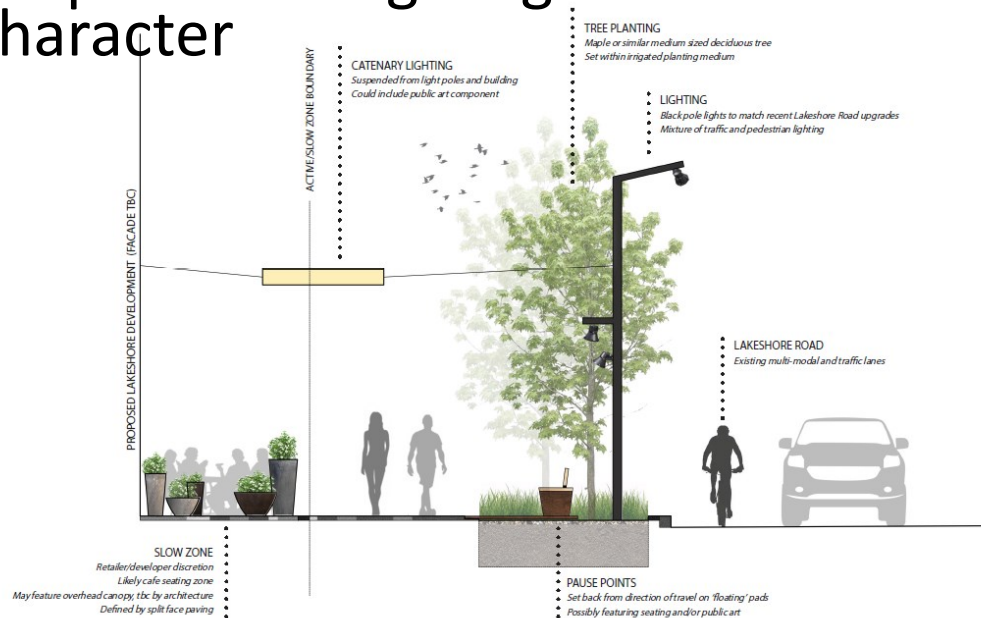 haracter
TREE PLANTING
Maple or similar medium sized deciduous tree
Set within irrigated planting medium
CATENARY LIGHTING
Suspended from light poles and building
Could include public art component
LIGHTING
Black pole lights to match recent Lakeshore Road upgrades
Mixture of traffic and pedestrian lighting
ACTIVE/SLOW ZONE BOUNDARY
PROPOSED LAKESHORE DEVELOPMENT (FACADE TBC)
LAKESHORE ROAD
Existing multi-modal and traffic lanes
SLOW ZONE
Retailer/developer discretion
Likely cafe seating zone
May feature overhead canopy, tbc by architecture
Defined by split face paving
PAUSE POINTS
Set back from direction of travel on 'floating' pads
Possibly featuring seating and/or public art